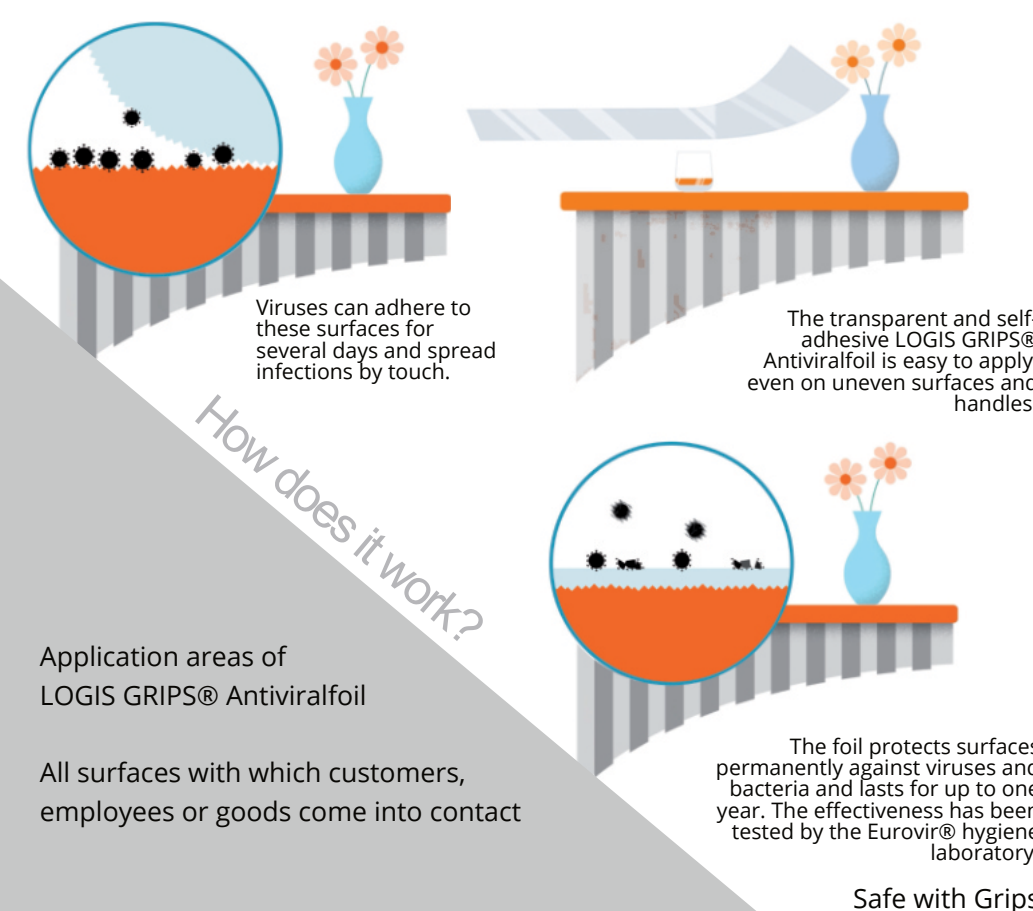 Viruses can adhere to
these surfaces for
several days and spread
infections by touch.
The transparent and self-
adhesive LOGIS GRIPS®
Antiviralfoil is easy to apply
even on uneven surfaces and
handles
How does it work?
Application areas of
LOGIS GRIPS® Antiviralfoil
All surfaces with which customers,
employees or goods come into contact
The foil protects surfaces
permanently against viruses and
bacteria and lasts for up to one
year. The effectiveness has been
tested by the Eurovir® hygiene
laboratory
Safe with Grips